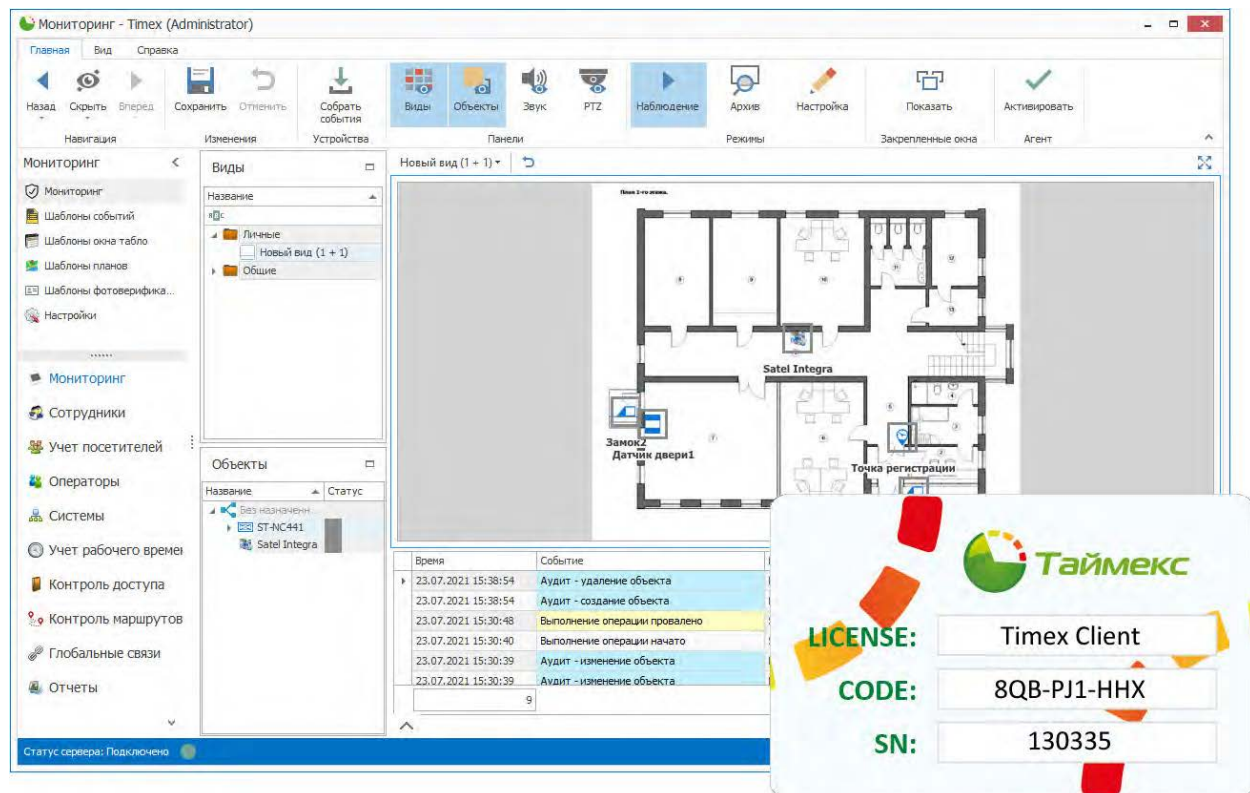 Мониторинг - Timex (Administrator)
Главная Вид Справка
Назад Скрыть Вперед Сохранить Отменить Собрать события Виды Объекты Звук PTZ Наблюдение Архив Настройка Показать Активировать
Навигация Изменения Устройства Панели Режимы Закрепленные окна Агент
Мониторинг
Мониторинг
Шаблоны событий
Шаблоны окна табло
Шаблоны планов
Шаблоны фотоверифика...
Настройки
Мониторинг
Сотрудники
Учет посетителей
Операторы
Системы
Учет рабочего времен
Контроль доступа
Контроль маршрутов
Глобальные связи
Отчеты
Виды
Название
Личные
Новый вид (1 + 1)
Общие
Объекты
Название Статус
Без назначенн
ST-NC441
Satel Integra
Новый вид (1 + 1)
План 2-го этажа.
Satel Integra
Замок2
Датчик двери1
Точка регистрации
Время Событие
23.07.2021 15:38:54 Аудит - удаление объекта
23.07.2021 15:38:54 Аудит - создание объекта
23.07.2021 15:30:48 Выполнение операции провалено
23.07.2021 15:30:40 Выполнение операции начато
23.07.2021 15:30:39 Аудит - изменение объекта
23.07.2021 15:30:39 Аудит - изменение объекта
9
Статус сервера: Подключено
Таймекс
LICENSE: Timex Client
CODE: 8QB-PJ1-HHX
SN: 130335